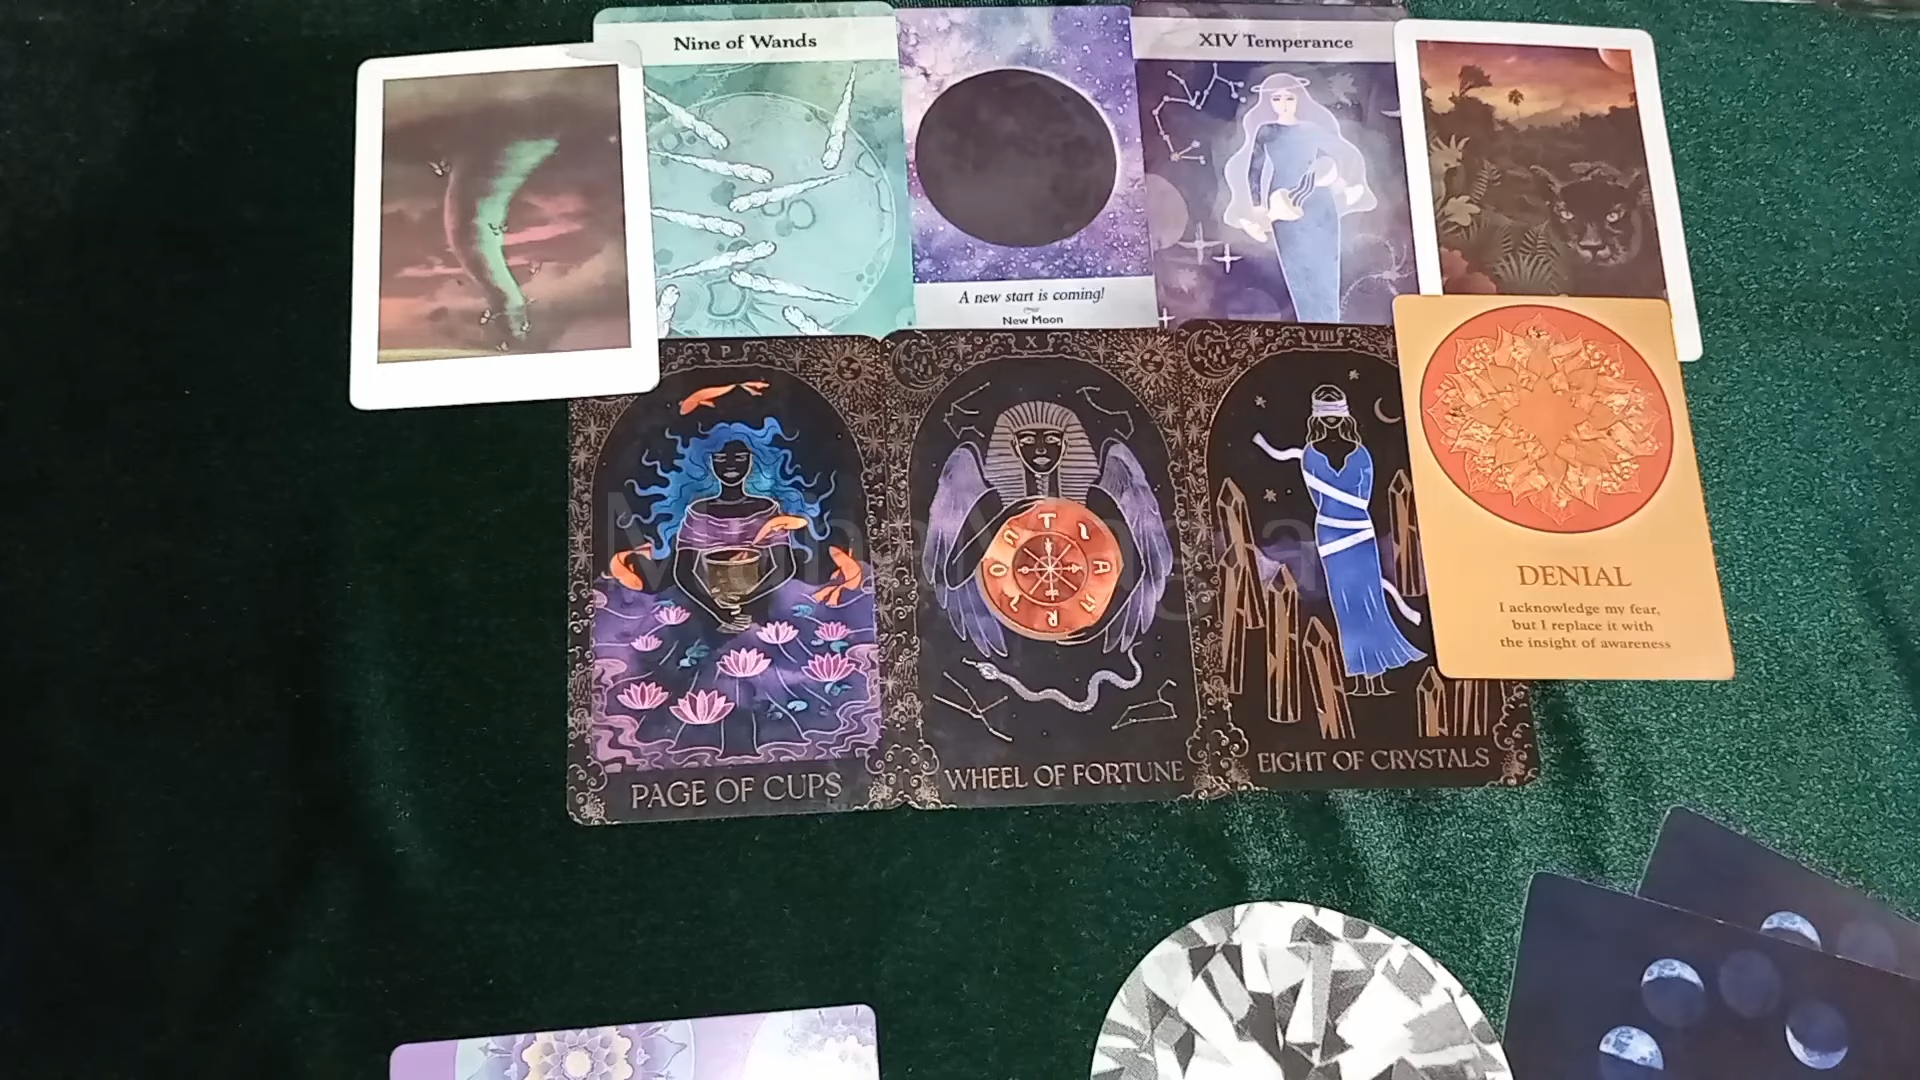 Nine of Wands
XIV Temperance
A new start is coming!
New Moon
P
X
VIII
DENIAL
I acknowledge my fear,
but I replace it with
the insight of awareness
PAGE OF CUPS
WHEEL OF FORTUNE
EIGHT OF CRYSTALS